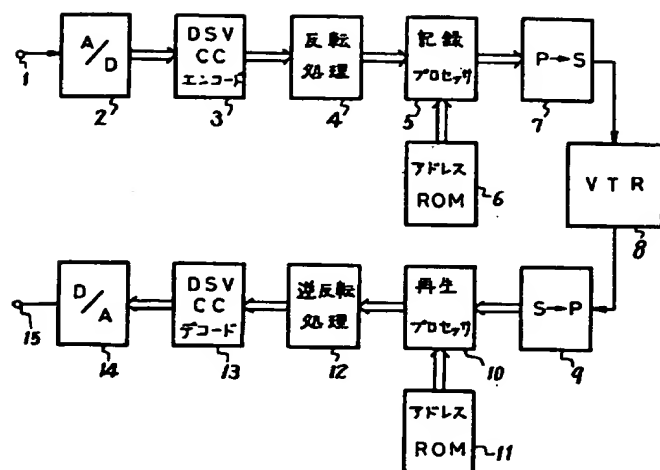 A/D
DSV
CC
エンコード
反転
処理
記録
プロセッサ
P→S
1
2
3
4
5
7
アドレス
ROM
6
VTR
8
D/A
DSV
CC
デコード
逆反転
処理
再生
プロセッサ
S→P
15
14
13
12
10
9
アドレス
ROM
11